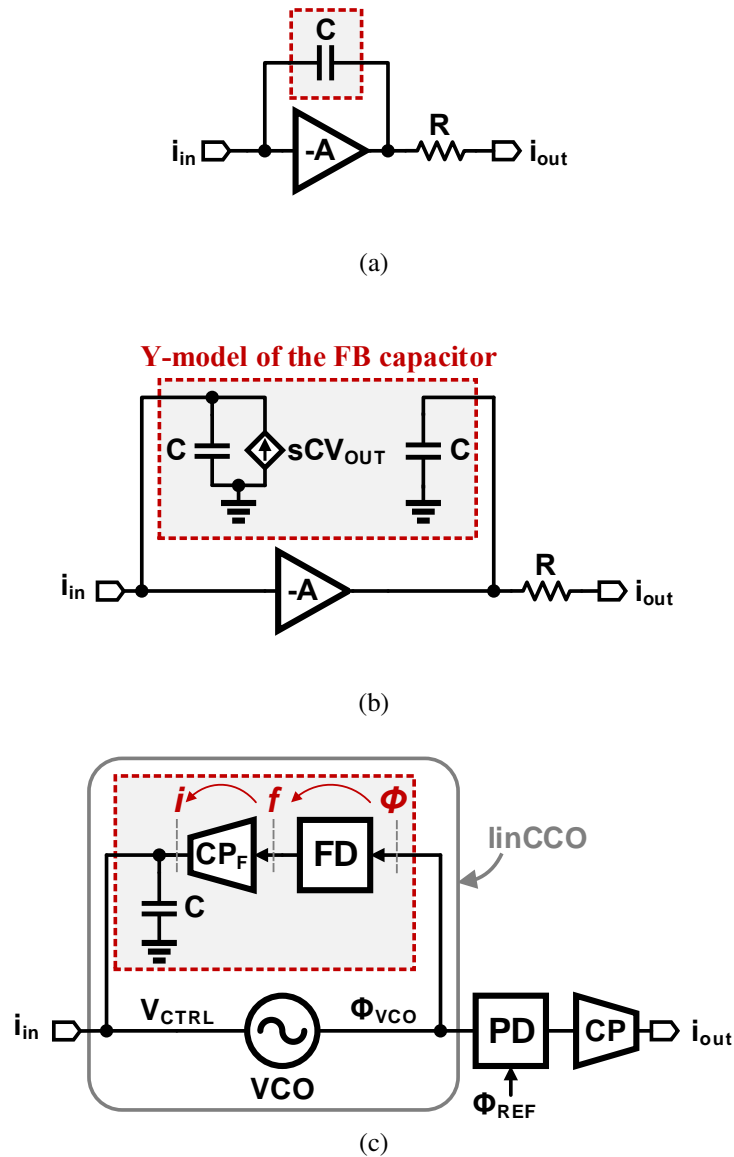 C
i_in
-A
R
i_out
(a)
Y-model of the FB capacitor
C
sCV_OUT
C
i_in
-A
R
i_out
(b)
i f Φ
linCCO
CP_F
FD
C
i_in
V_CTRL
Φ_VCO
PD
CP
i_out
VCO
Φ_REF
(c)